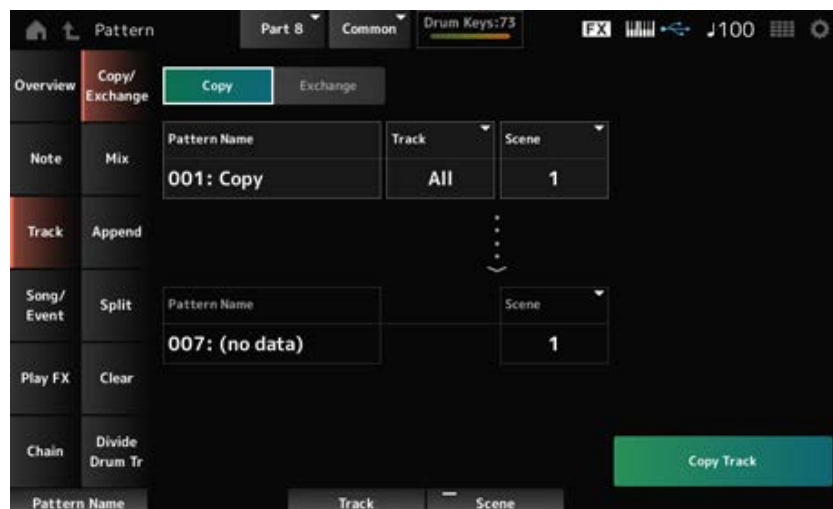 Pattern
Part 8
Common
Drum Keys:73
FX
♩100
Overview
Copy/
Exchange
Note
Mix
Track
Append
Song/
Event
Split
Play FX
Clear
Chain
Divide
Drum Tr
Copy
Exchange
Pattern Name
Track
Scene
001: Copy
All
1
Pattern Name
Scene
007: (no data)
1
Copy Track
Pattern Name
Track
Scene